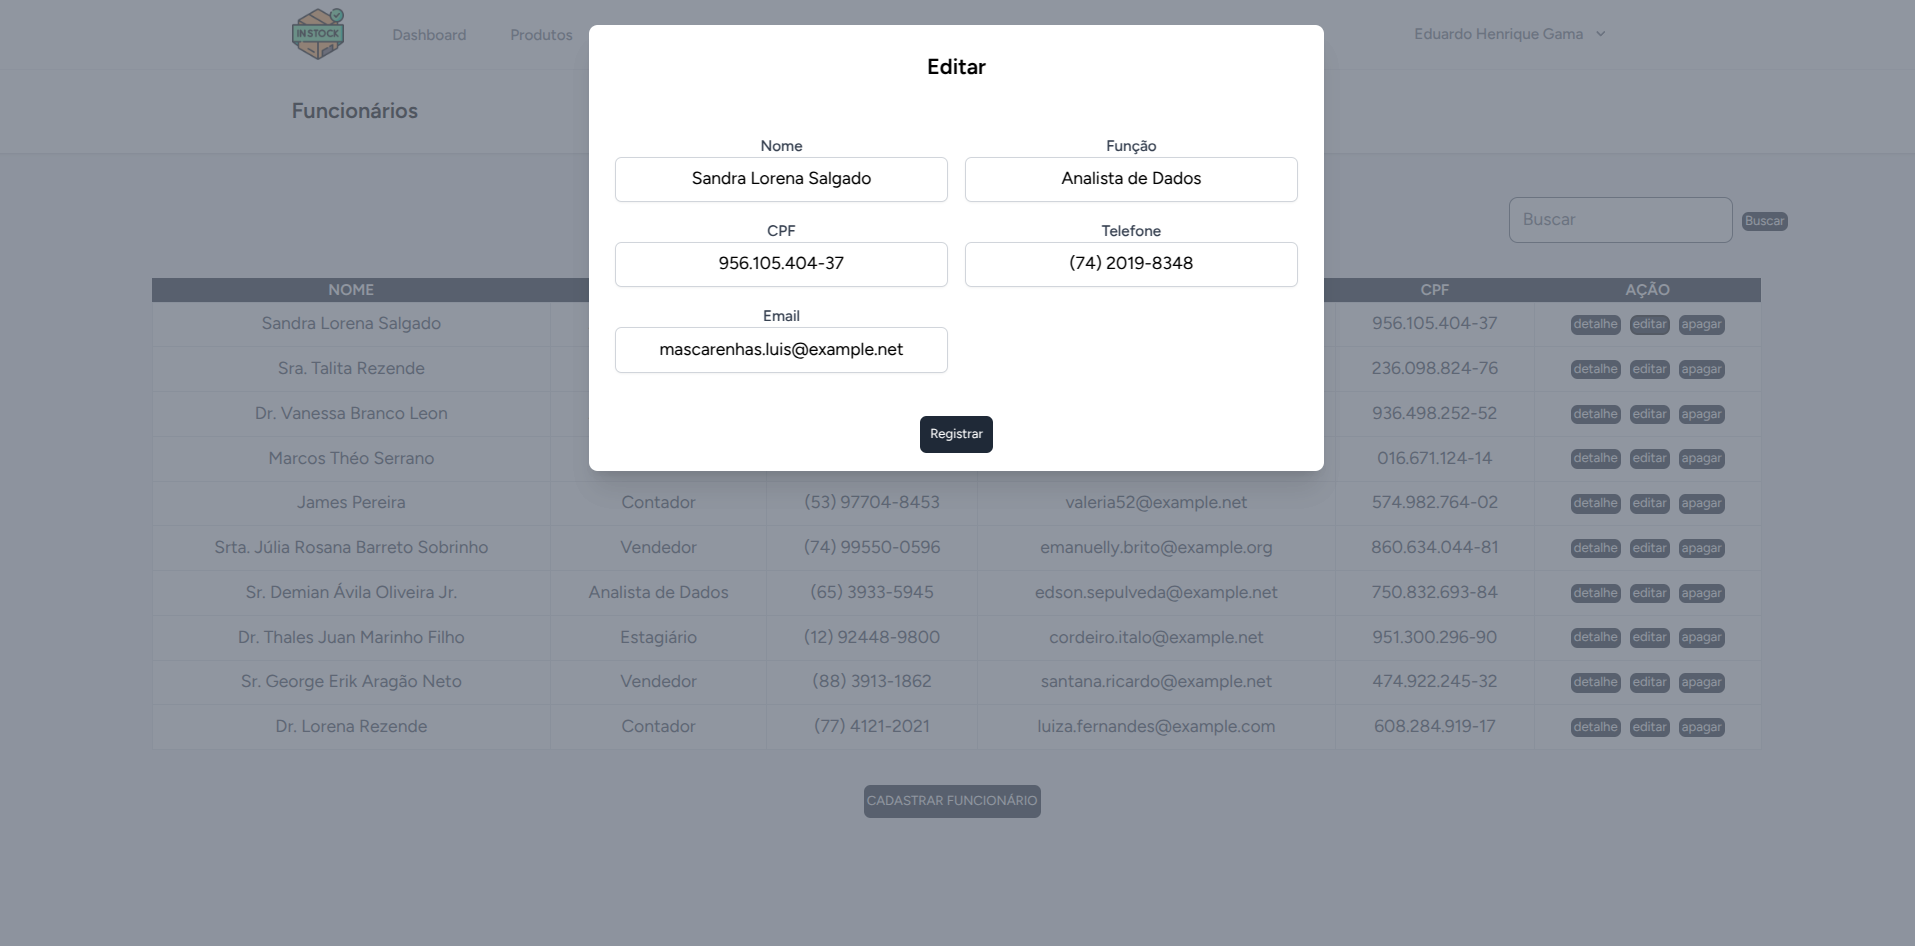 IN STOCK
Dashboard Produtos
Eduardo Henrique Gama
Funcionários
Editar
Nome Função
Sandra Lorena Salgado Analista de Dados
CPF Telefone
956.105.404-37 (74) 2019-8348
Email
mascarenhas.luis@example.net
Registrar
Buscar Buscar
NOME CPF AÇÃO
Sandra Lorena Salgado 956.105.404-37 detalhe editar apagar
Sra. Talita Rezende 236.098.824-76 detalhe editar apagar
Dr. Vanessa Branco Leon 936.498.252-52 detalhe editar apagar
Marcos Théo Serrano 016.671.124-14 detalhe editar apagar
James Pereira Contador (53) 97704-8453 valeria52@example.net 574.982.764-02 detalhe editar apagar
Srta. Júlia Rosana Barreto Sobrinho Vendedor (74) 99550-0596 emanuelly.brito@example.org 860.634.044-81 detalhe editar apagar
Sr. Demian Ávila Oliveira Jr. Analista de Dados (65) 3933-5945 edson.sepulveda@example.net 750.832.693-84 detalhe editar apagar
Dr. Thales Juan Marinho Filho Estagiário (12) 92448-9800 cordeiro.italo@example.net 951.300.296-90 detalhe editar apagar
Sr. George Erik Aragão Neto Vendedor (88) 3913-1862 santana.ricardo@example.net 474.922.245-32 detalhe editar apagar
Dr. Lorena Rezende Contador (77) 4121-2021 luiza.fernandes@example.com 608.284.919-17 detalhe editar apagar
CADASTRAR FUNCIONÁRIO